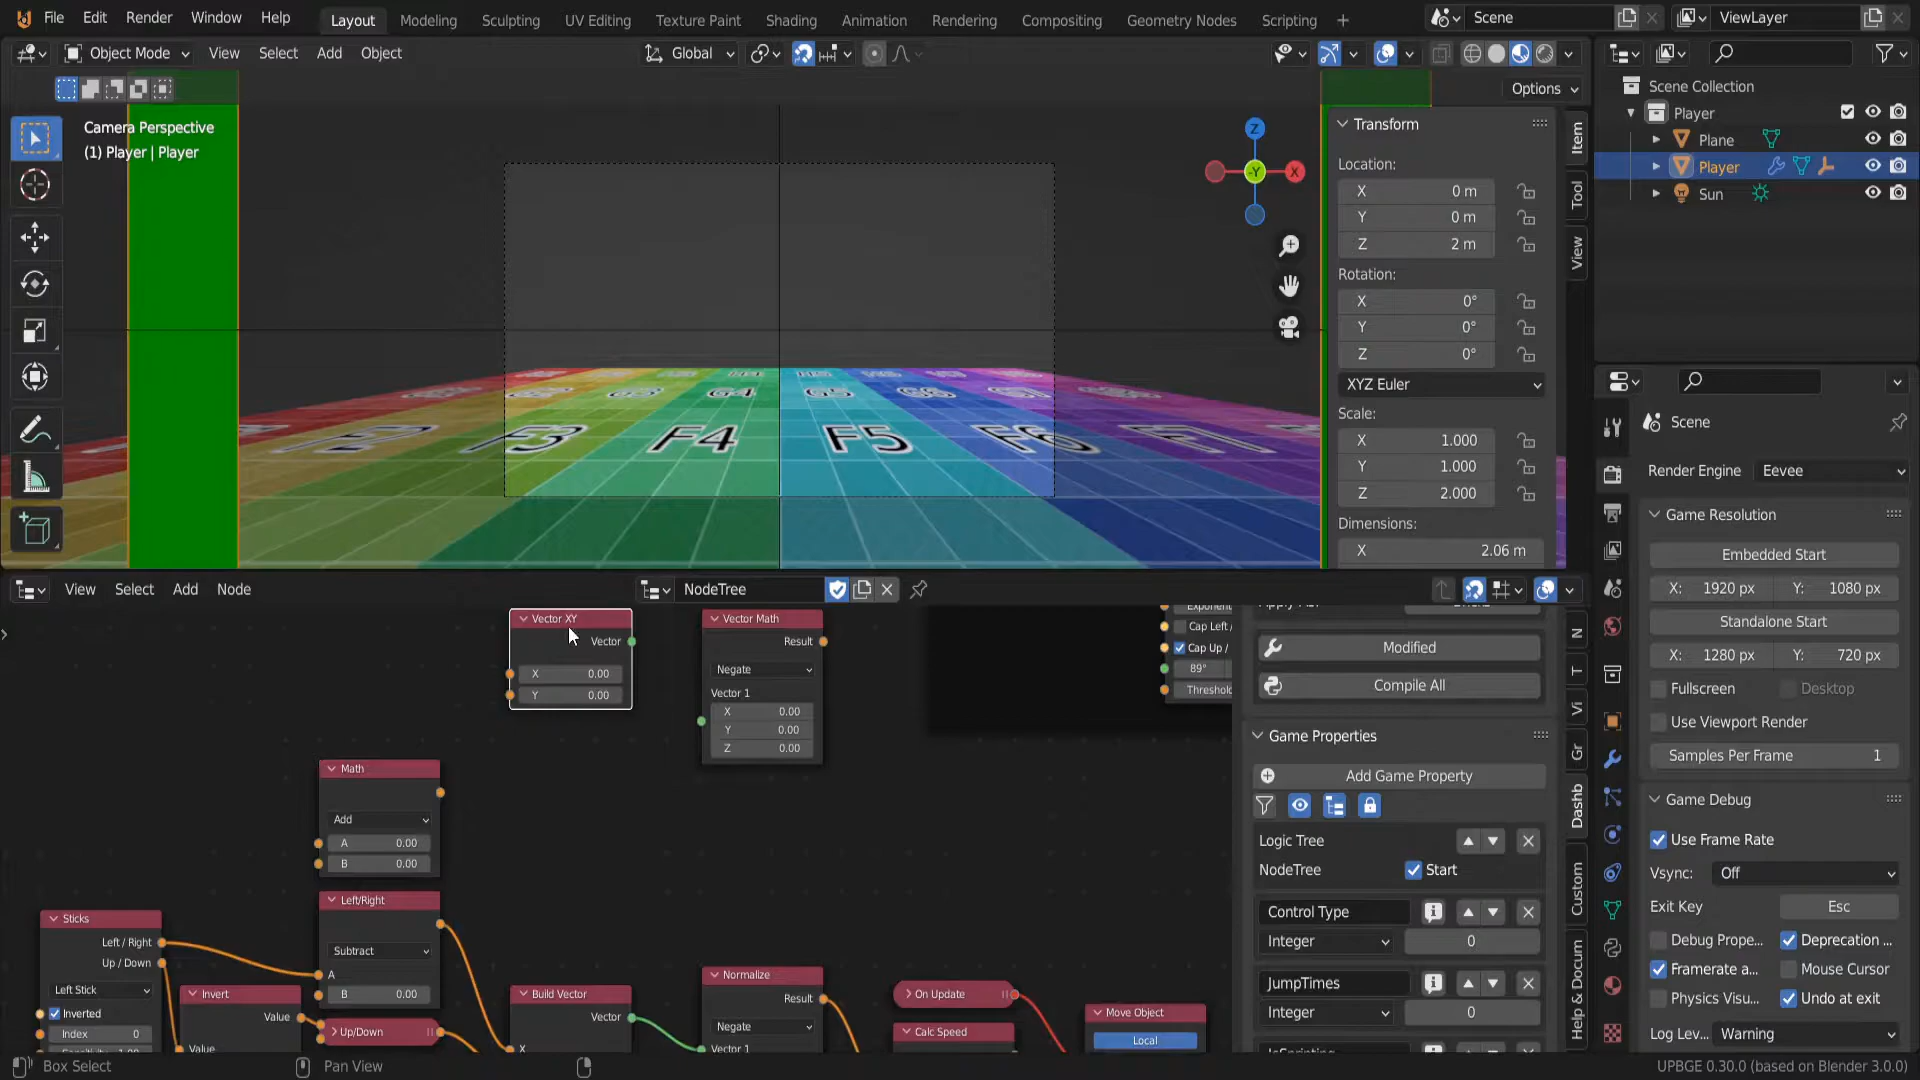 File Edit Render Window Help Layout Modeling Sculpting UV Editing Texture Paint Shading Animation Rendering Compositing Geometry Nodes Scripting + Scene ViewLayer
Object Mode View Select Add Object Global
Options
Camera Perspective
(1) Player | Player
Z
-Y X
F3 F4 F5 F6
G4
Transform
Location:
X 0 m
Y 0 m
Z 2 m
Rotation:
X 0°
Y 0°
Z 0°
XYZ Euler
Scale:
X 1.000
Y 1.000
Z 2.000
Dimensions:
X 2.06 m
Item
Tool
View
Scene Collection
Player
Plane
Player
Sun
Scene
Render Engine Eevee
Game Resolution
Embedded Start
X: 1920 px Y: 1080 px
Standalone Start
X: 1280 px Y: 720 px
Fullscreen Desktop
Use Viewport Render
Samples Per Frame 1
Game Debug
Use Frame Rate
Vsync: Off
Exit Key Esc
Debug Prope... Deprecation ...
Framerate a... Mouse Cursor
Physics Visu... Undo at exit
Log Lev... Warning
View Select Add Node NodeTree
Vector XY
Vector
X 0.00
Y 0.00
Vector Math
Result
Negate
Vector 1
X 0.00
Y 0.00
Z 0.00
Cap Left /
Cap Up /
89°
Threshold
Math
Add
A 0.00
B 0.00
Left/Right
Subtract
A
B 0.00
Up/Down
Sticks
Left / Right
Up / Down
Left Stick
Inverted
Index 0
Invert
Value
Value
Build Vector
Vector
X
Normalize
Result
Negate
Vector 1
On Update
Calc Speed
Move Object
Local
Modified
Compile All
Game Properties
Add Game Property
Logic Tree
NodeTree Start
Control Type
Integer 0
JumpTimes
Integer 0
N
T
Vi
Gr
Dashb
Custom
Help & Docum
Box Select Pan View UPBGE 0.30.0 (based on Blender 3.0.0)